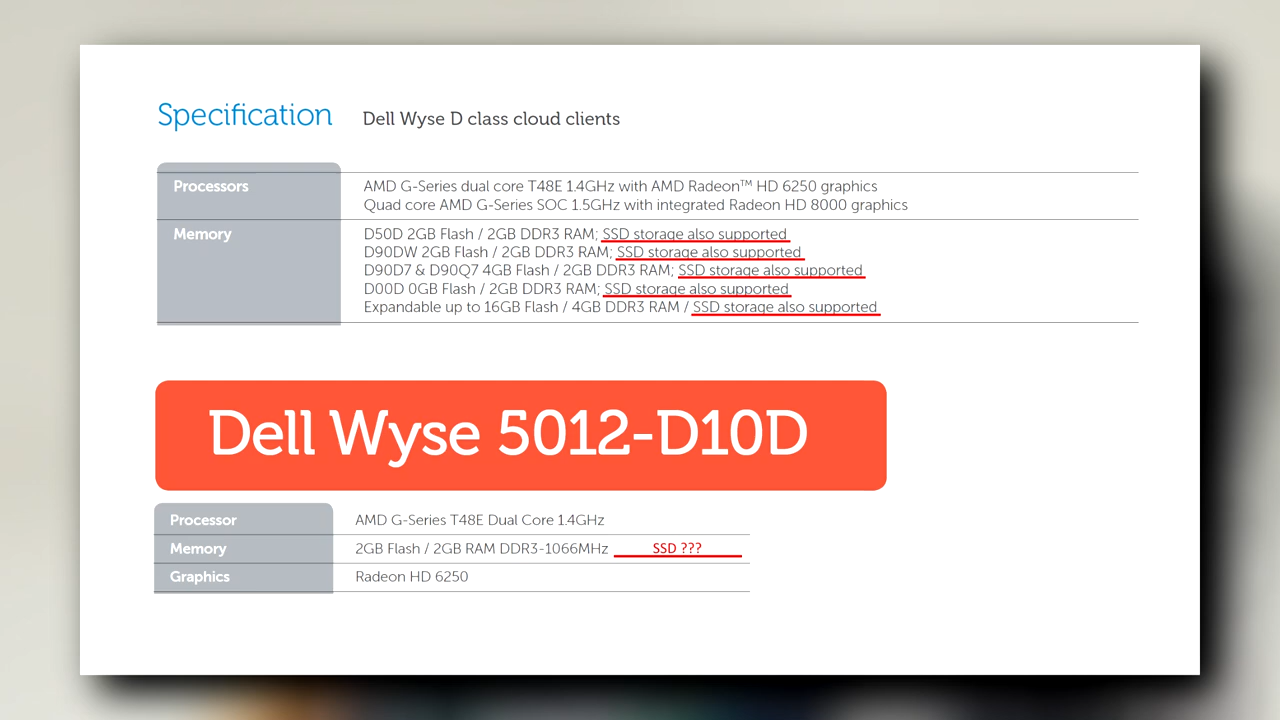 Specification Dell Wyse D class cloud clients
Processors AMD G-Series dual core T48E 1.4GHz with AMD Radeon™ HD 6250 graphics
Quad core AMD G-Series SOC 1.5GHz with integrated Radeon HD 8000 graphics
Memory D50D 2GB Flash / 2GB DDR3 RAM; SSD storage also supported
D90DW 2GB Flash / 2GB DDR3 RAM; SSD storage also supported
D90D7 & D90Q7 4GB Flash / 2GB DDR3 RAM; SSD storage also supported
D00D 0GB Flash / 2GB DDR3 RAM; SSD storage also supported
Expandable up to 16GB Flash / 4GB DDR3 RAM / SSD storage also supported
Dell Wyse 5012-D10D
Processor AMD G-Series T48E Dual Core 1.4GHz
Memory 2GB Flash / 2GB RAM DDR3-1066MHz SSD ???
Graphics Radeon HD 6250